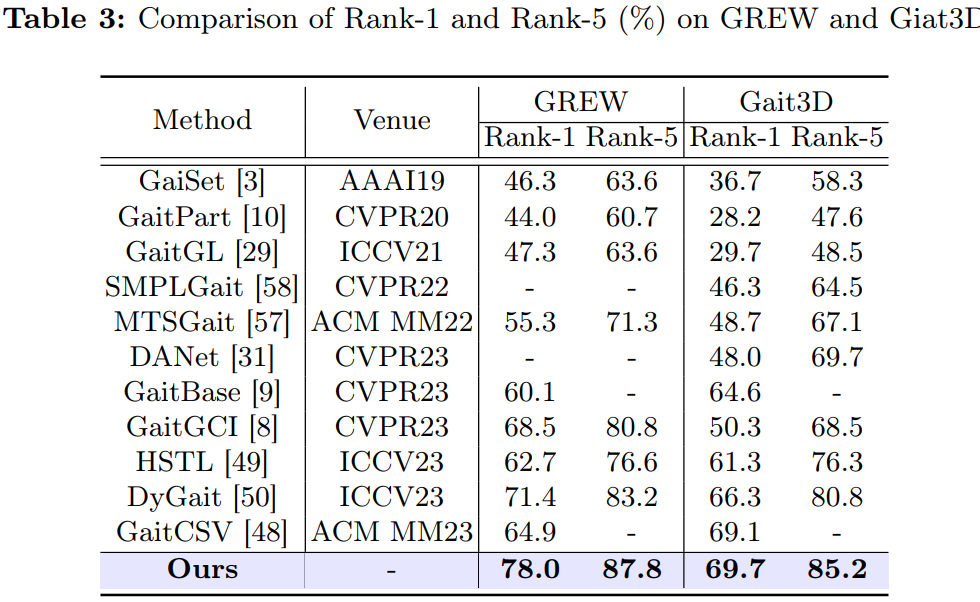 Table 3: Comparison of Rank-1 and Rank-5 (%) on GREW and Giat3D
Method Venue GREW Gait3D
Rank-1 Rank-5 Rank-1 Rank-5
GaiSet [3] AAAI19 46.3 63.6 36.7 58.3
GaitPart [10] CVPR20 44.0 60.7 28.2 47.6
GaitGL [29] ICCV21 47.3 63.6 29.7 48.5
SMPLGait [58] CVPR22 - - 46.3 64.5
MTSGait [57] ACM MM22 55.3 71.3 48.7 67.1
DANet [31] CVPR23 - - 48.0 69.7
GaitBase [9] CVPR23 60.1 - 64.6 -
GaitGCI [8] CVPR23 68.5 80.8 50.3 68.5
HSTL [49] ICCV23 62.7 76.6 61.3 76.3
DyGait [50] ICCV23 71.4 83.2 66.3 80.8
GaitCSV [48] ACM MM23 64.9 - 69.1 -
Ours - 78.0 87.8 69.7 85.2